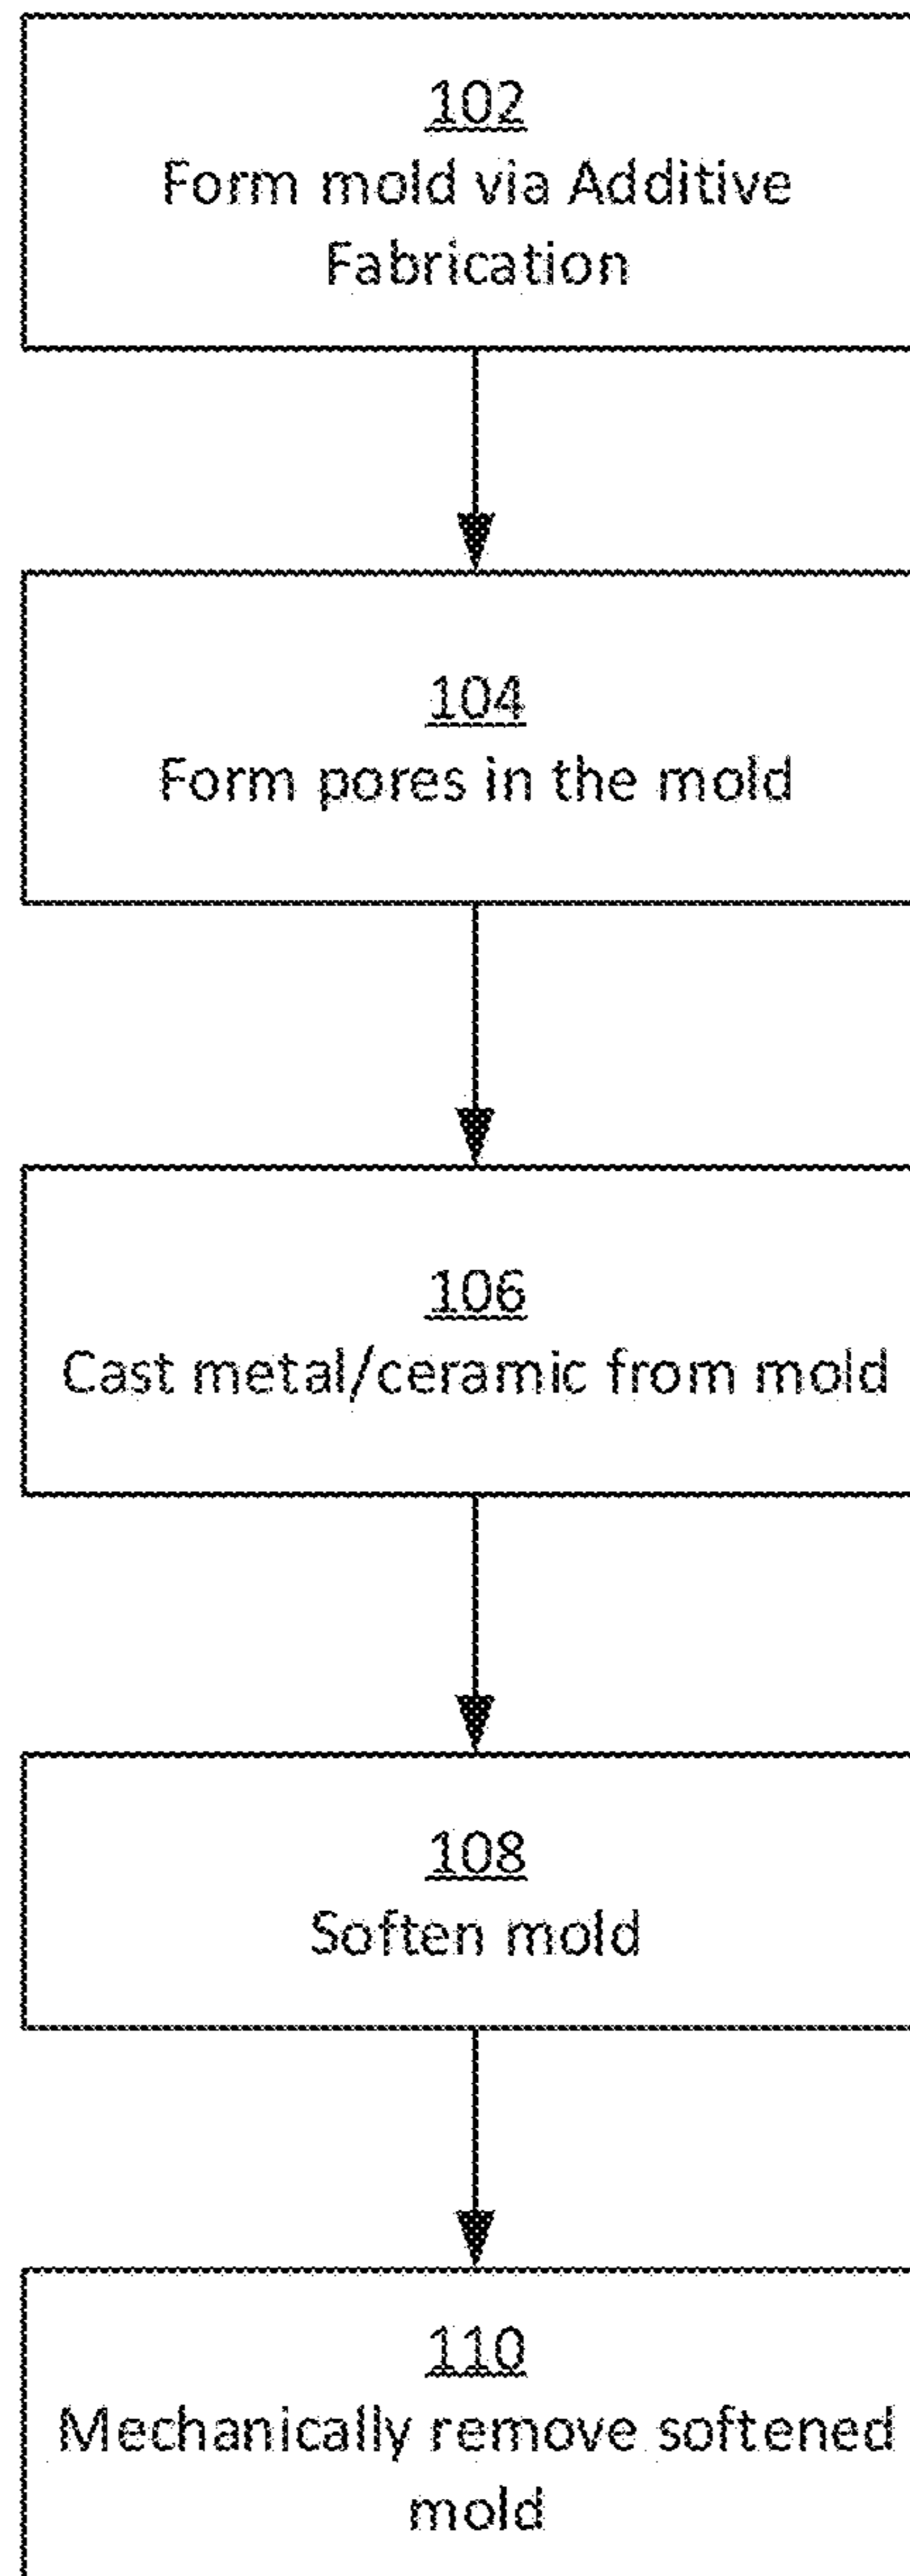 102
Form mold via Additive
Fabrication
104
Form pores in the mold
106
Cast metal/ceramic from mold
108
Soften mold
110
Mechanically remove softened
mold